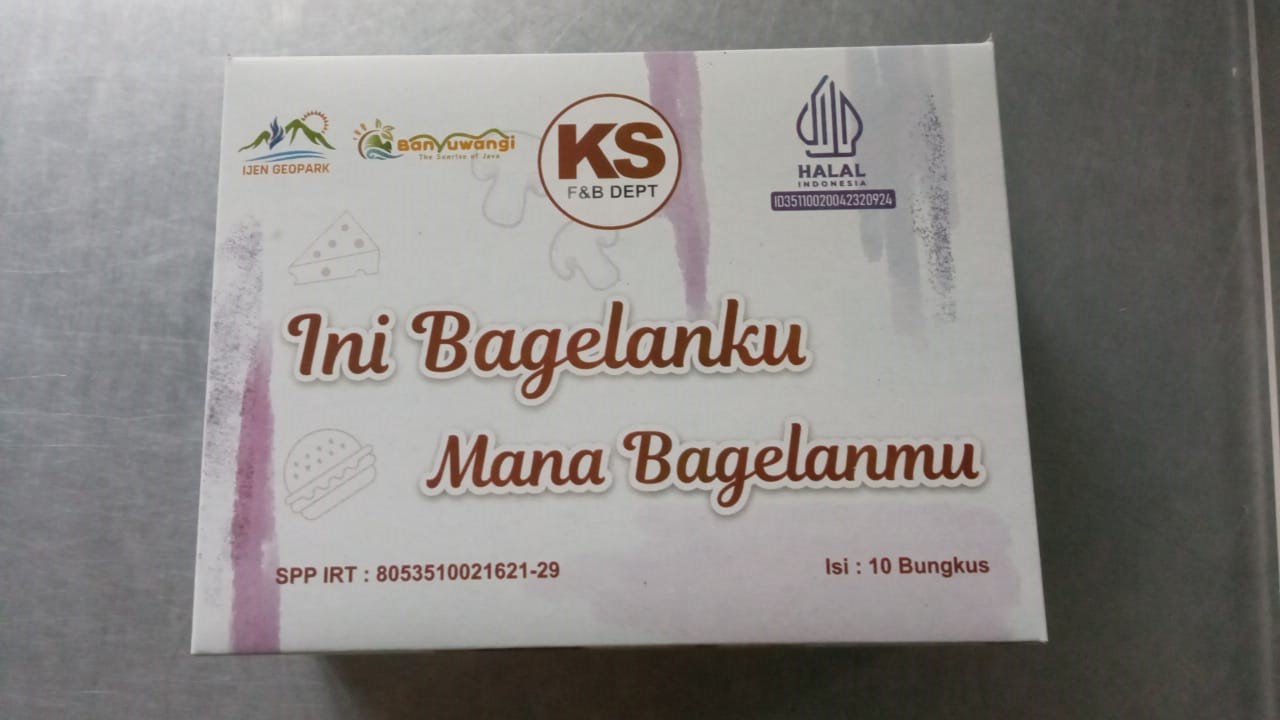 IJEN GEOPARK
Banyuwangi
The Sunrise of Java
KS
F&B DEPT
HALAL
INDONESIA
ID35110020042320924
Ini Bagelanku
Mana Bagelanmu
SPP IRT : 8053510021621-29
Isi : 10 Bungkus